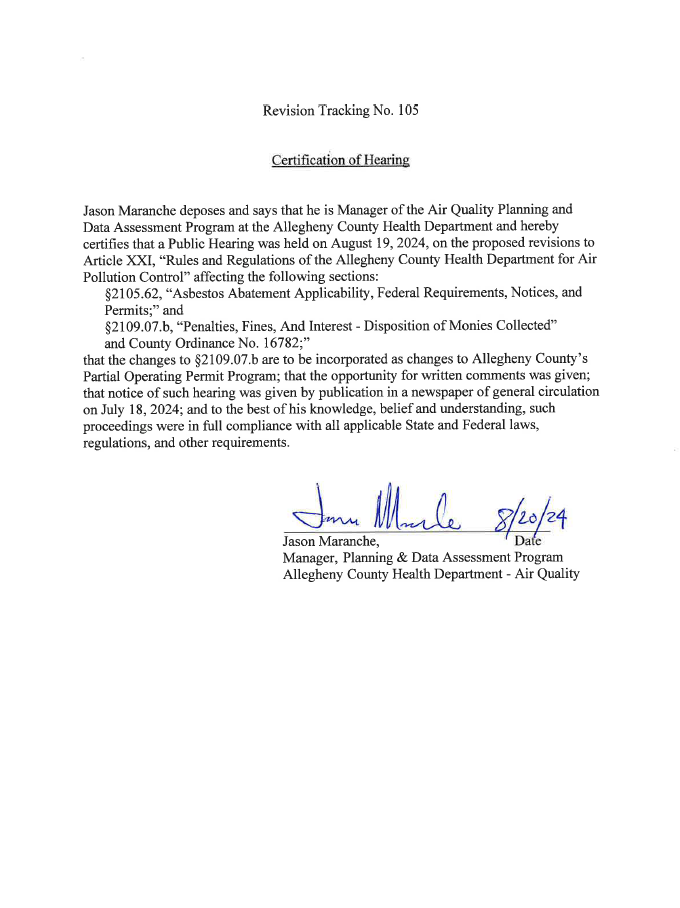 Revision Tracking No. 105
Certification of Hearing
Jason Maranche deposes and says that he is Manager of the Air Quality Planning and
Data Assessment Program at the Allegheny County Health Department and hereby
certifies that a Public Hearing was held on August 19, 2024, on the proposed revisions to
Article XXI, “Rules and Regulations of the Allegheny County Health Department for Air
Pollution Control” affecting the following sections:
§2105.62, “Asbestos Abatement Applicability, Federal Requirements, Notices, and
Permits;” and
§2109.07.b, “Penalties, Fines, And Interest - Disposition of Monies Collected”
and County Ordinance No. 16782;”
that the changes to §2109.07.b are to be incorporated as changes to Allegheny County’s
Partial Operating Permit Program; that the opportunity for written comments was given;
that notice of such hearing was given by publication in a newspaper of general circulation
on July 18, 2024; and to the best of his knowledge, belief and understanding, such
proceedings were in full compliance with all applicable State and Federal laws,
regulations, and other requirements.
8/20/24
Jason Maranche, Date
Manager, Planning & Data Assessment Program
Allegheny County Health Department - Air Quality